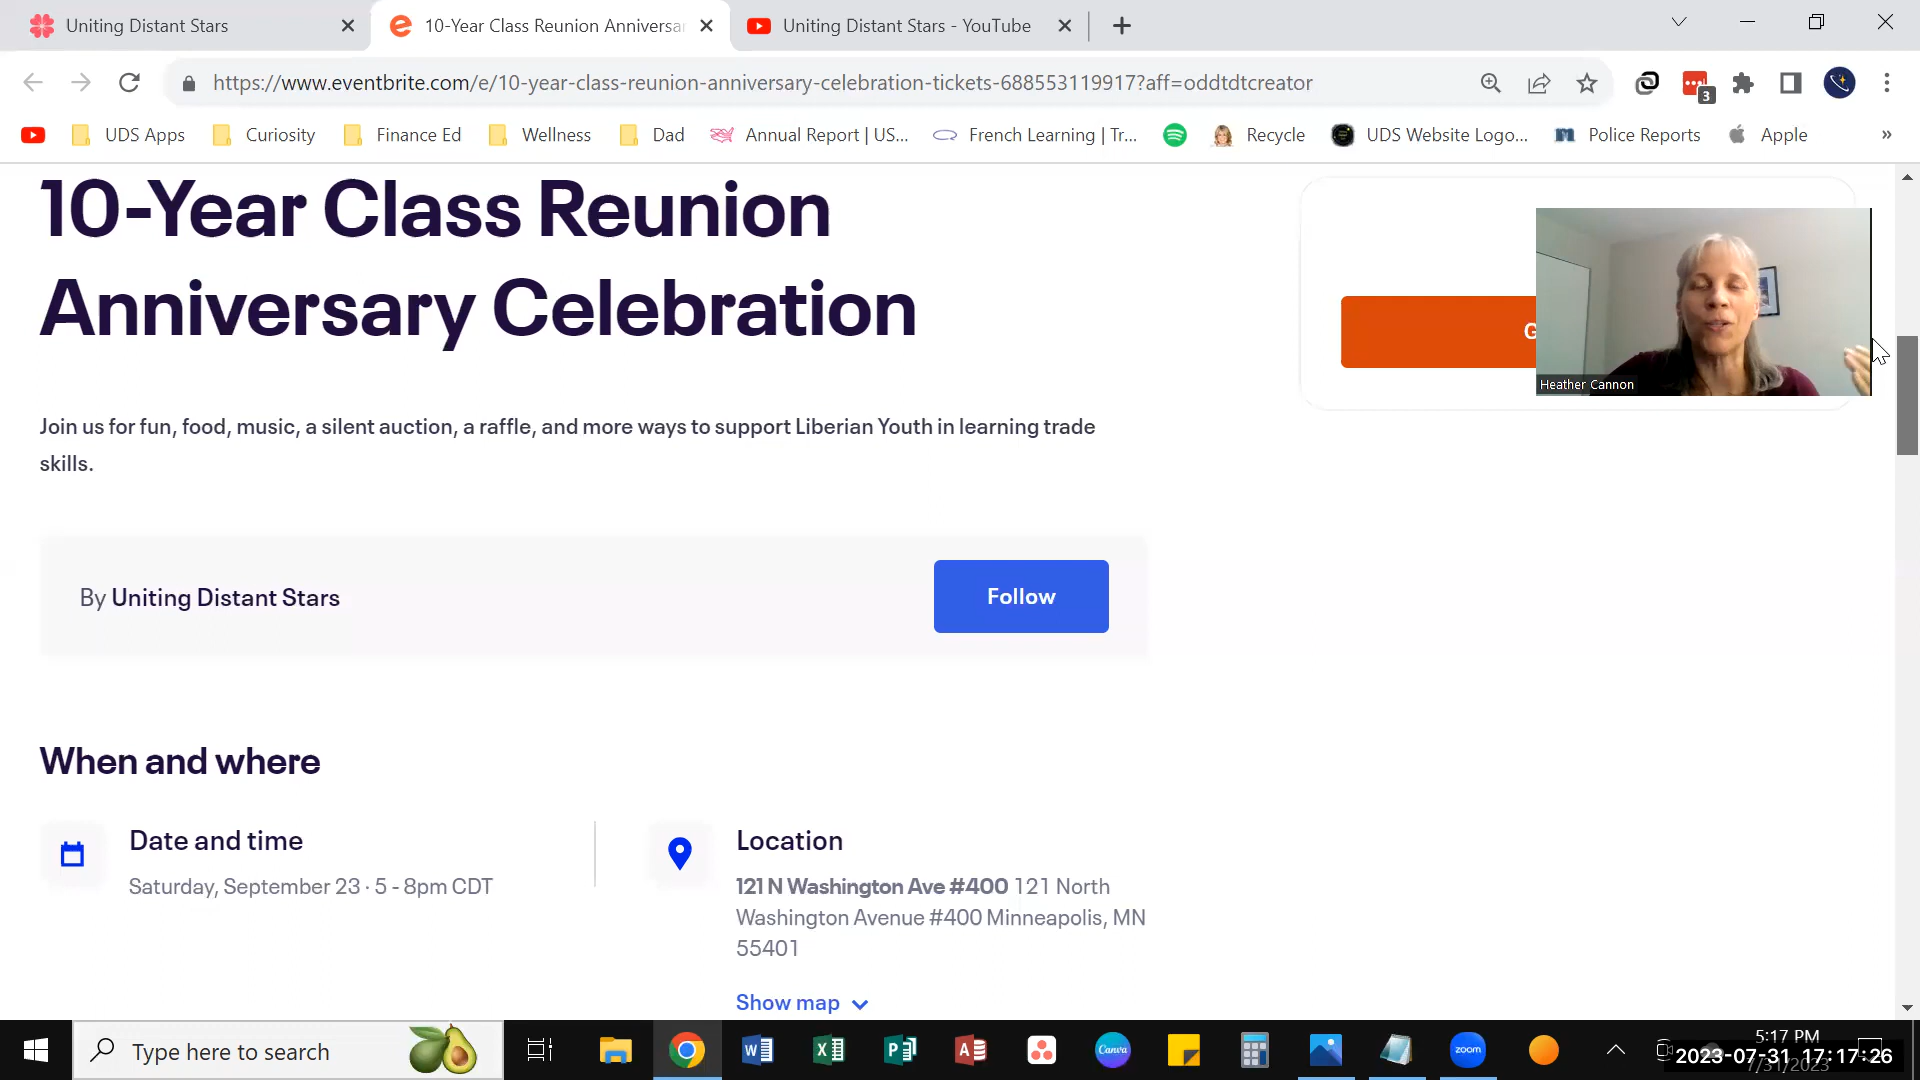 Uniting Distant Stars
10-Year Class Reunion Anniversa
Uniting Distant Stars - YouTube
https://www.eventbrite.com/e/10-year-class-reunion-anniversary-celebration-tickets-688553119917?aff=oddtdtcreator
3
UDS Apps
Curiosity
Finance Ed
Wellness
Dad
Annual Report | US...
French Learning | Tr...
Recycle
UDS Website Logo...
Police Reports
Apple
»
10-Year Class Reunion
Anniversary Celebration
G
Heather Cannon
Join us for fun, food, music, a silent auction, a raffle, and more ways to support Liberian Youth in learning trade
skills.
By Uniting Distant Stars
Follow
When and where
Date and time
Saturday, September 23 · 5 - 8pm CDT
Location
121 N Washington Ave #400 121 North
Washington Avenue #400 Minneapolis, MN
55401
Show map
Type here to search
Canva
zoom
5:17 PM
7/31/2023
2023-07-31 17:17:26